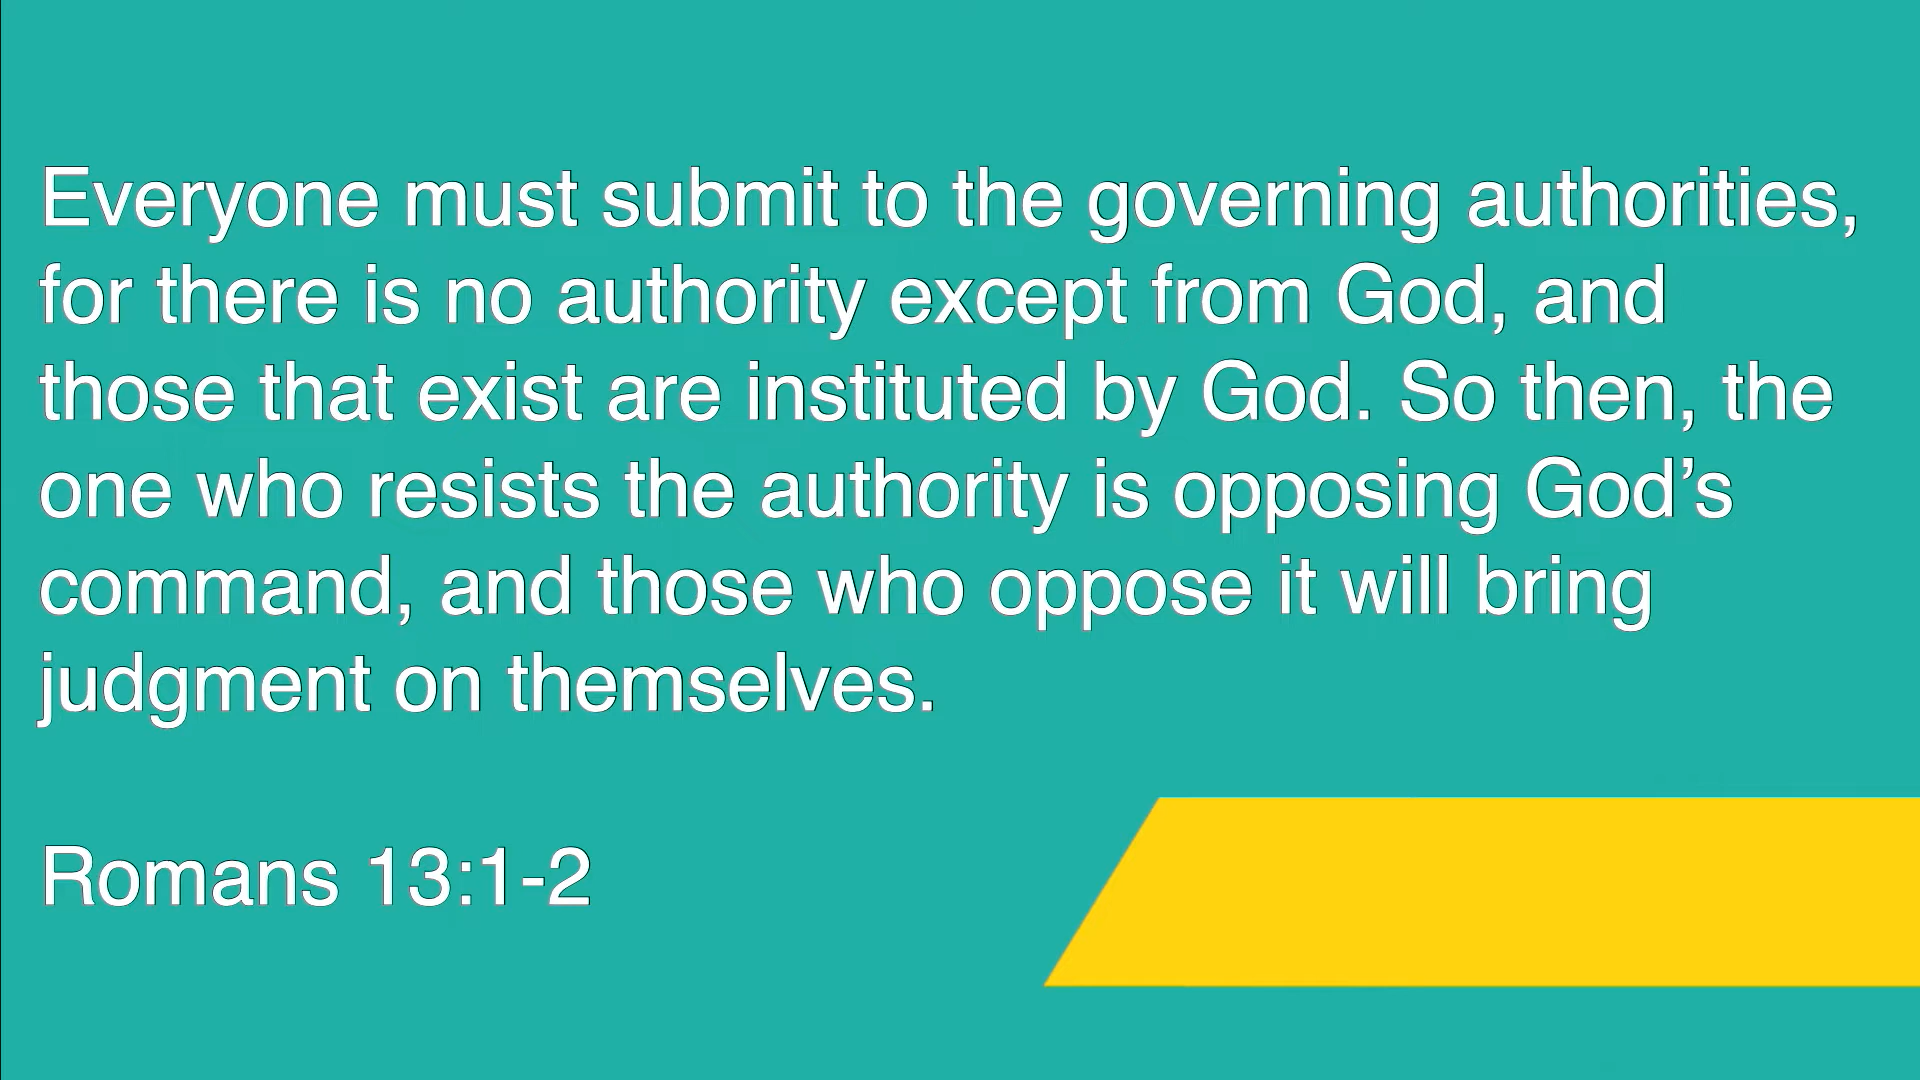 Everyone must submit to the governing authorities,
for there is no authority except from God, and
those that exist are instituted by God. So then, the
one who resists the authority is opposing God’s
command, and those who oppose it will bring
judgment on themselves.
Romans 13:1-2